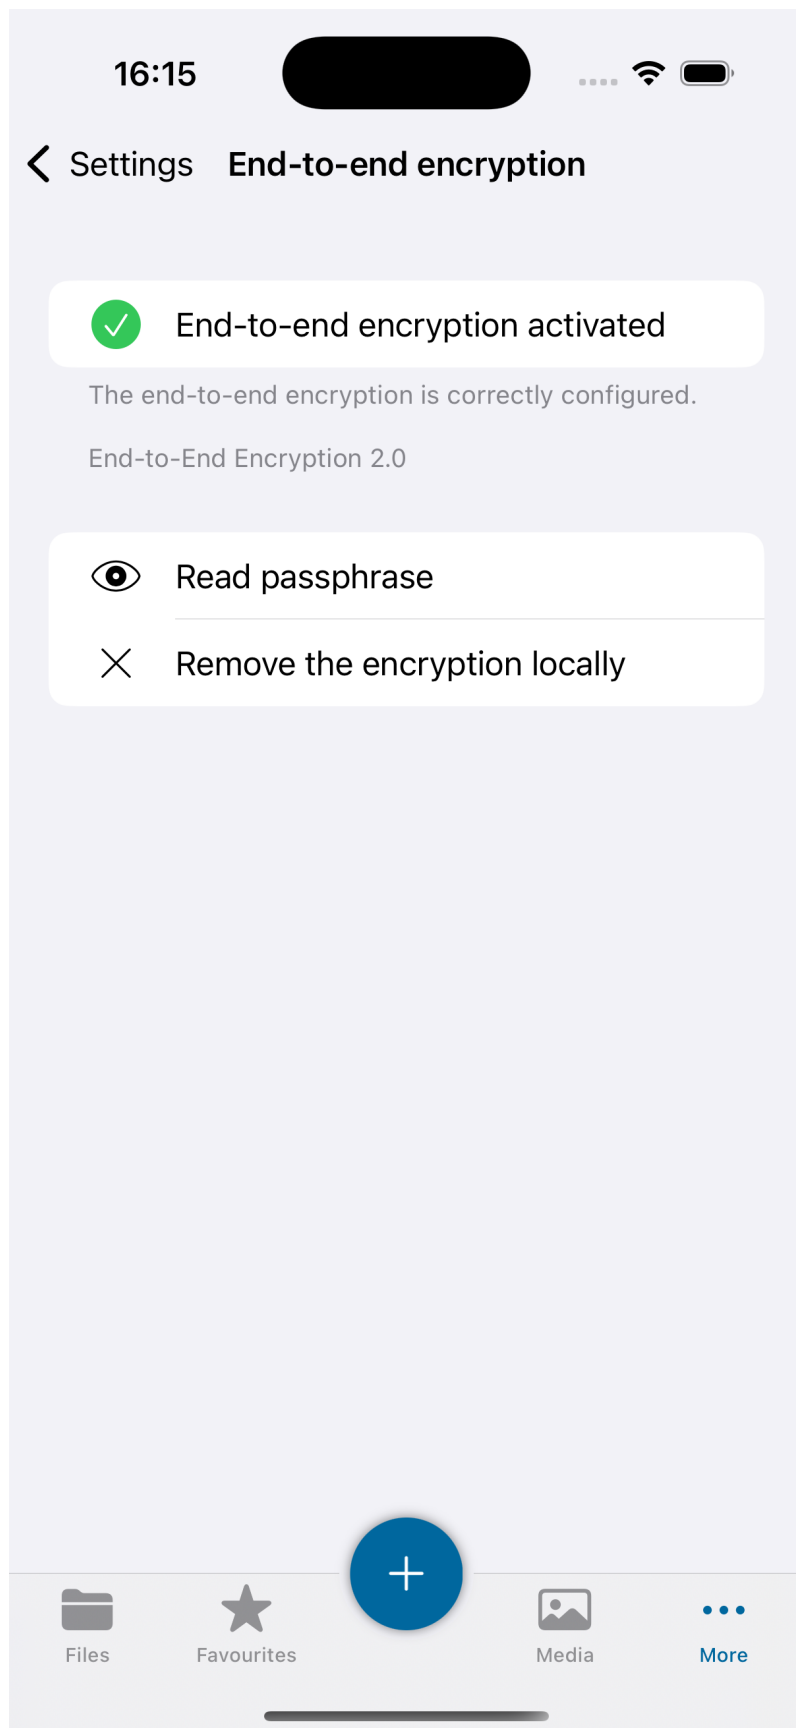 16:15
Settings End-to-end encryption
End-to-end encryption activated
The end-to-end encryption is correctly configured.
End-to-End Encryption 2.0
Read passphrase
Remove the encryption locally
Files Favourites Media More